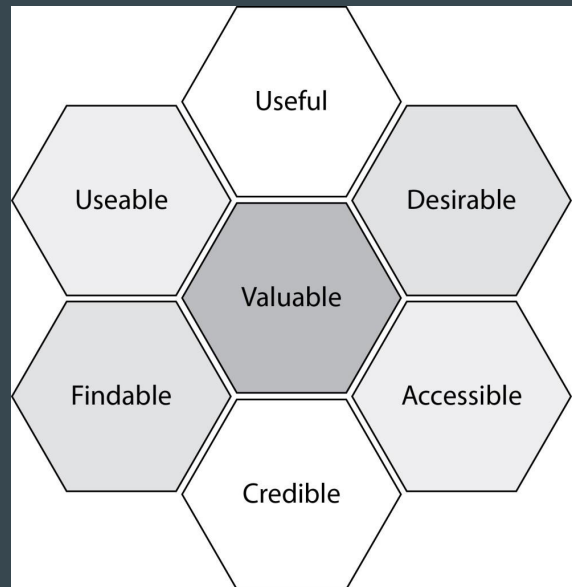 Useful
Useable
Desirable
Valuable
Findable
Accessible
Credible